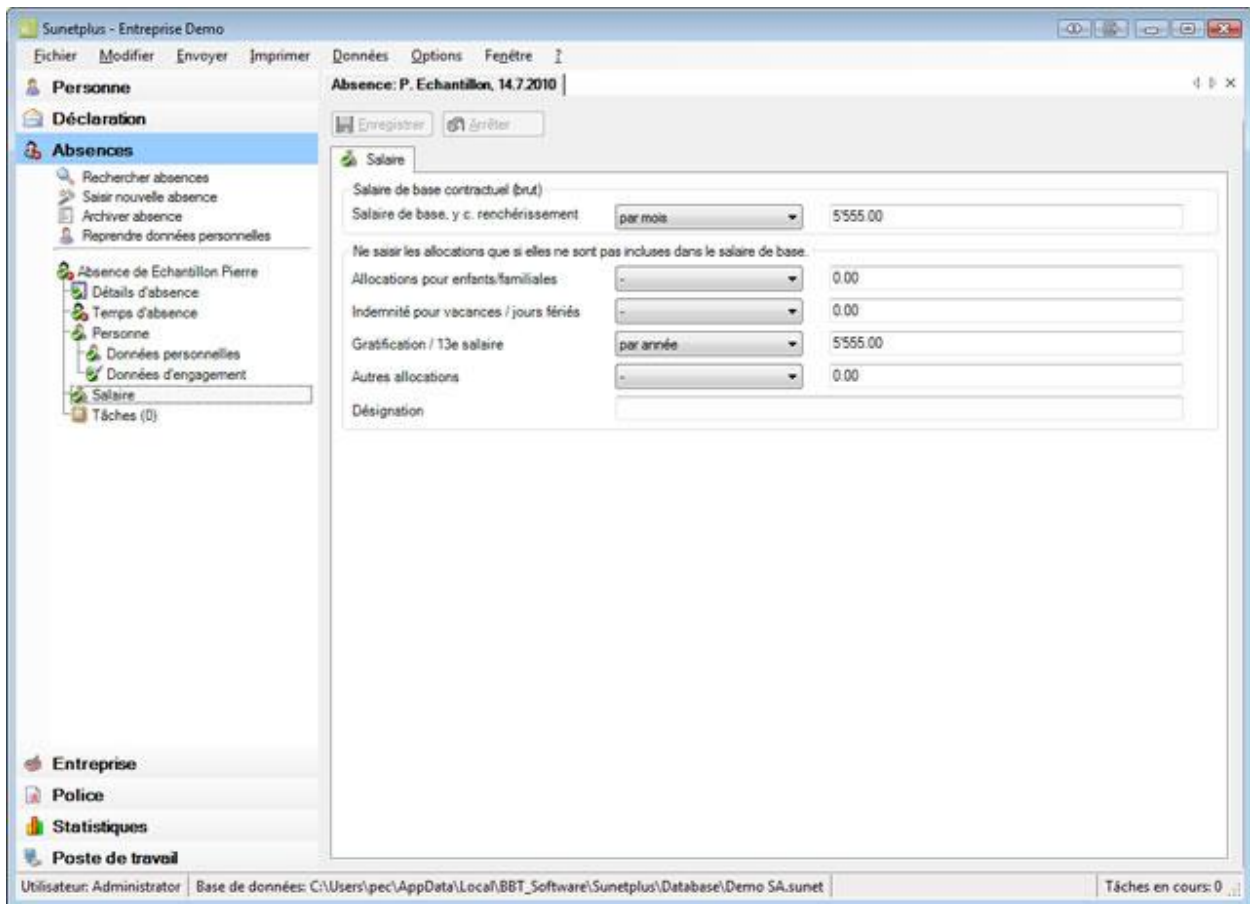 Sunetplus - Entreprise Demo
Fichier Modifier Envoyer Imprimer Données Options Fenêtre ?
Personne
Déclaration
Absences
Rechercher absences
Saisir nouvelle absence
Archiver absence
Reprendre données personnelles
Absence de Echantillon Pierre
Détails d'absence
Temps d'absence
Personne
Données personnelles
Données d'engagement
Salaire
Tâches (0)
Entreprise
Police
Statistiques
Poste de travail
Absence: P. Echantillon, 14.7.2010
Enregistrer Arrêter
Salaire
Salaire de base contractuel (brut)
Salaire de base, y c. renchérissement par mois 5'555.00
Ne saisir les allocations que si elles ne sont pas incluses dans le salaire de base.
Allocations pour enfants/familiales - 0.00
Indemnité pour vacances / jours fériés - 0.00
Gratification / 13e salaire par année 5'555.00
Autres allocations - 0.00
Désignation
Utilisateur: Administrator Base de données: C:\Users\pec\AppData\Local\BBT_Software\Sunetplus\Database\Demo SA.sunet Tâches en cours: 0